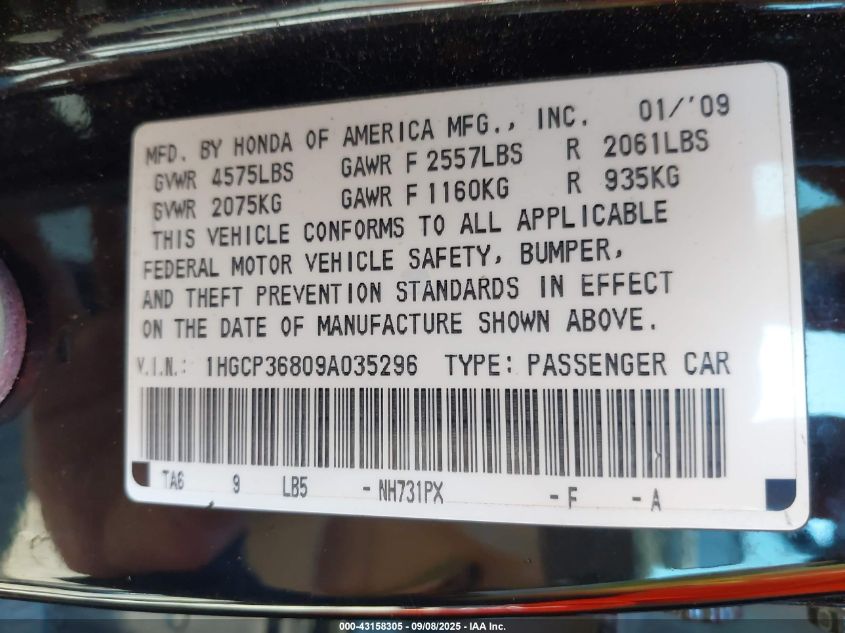 MFD. BY HONDA OF AMERICA MFG., INC. 01/'09
GVWR 4575LBS GAWR F 2557LBS R 2061LBS
GVWR 2075KG GAWR F 1160KG R 935KG
THIS VEHICLE CONFORMS TO ALL APPLICABLE
FEDERAL MOTOR VEHICLE SAFETY, BUMPER,
AND THEFT PREVENTION STANDARDS IN EFFECT
ON THE DATE OF MANUFACTURE SHOWN ABOVE.
V.I.N.: 1HGCP36809A035296 TYPE: PASSENGER CAR
TA6 9 LB5 - NH731PX - F - A
000-43158305 - 09/08/2025 - IAA Inc.